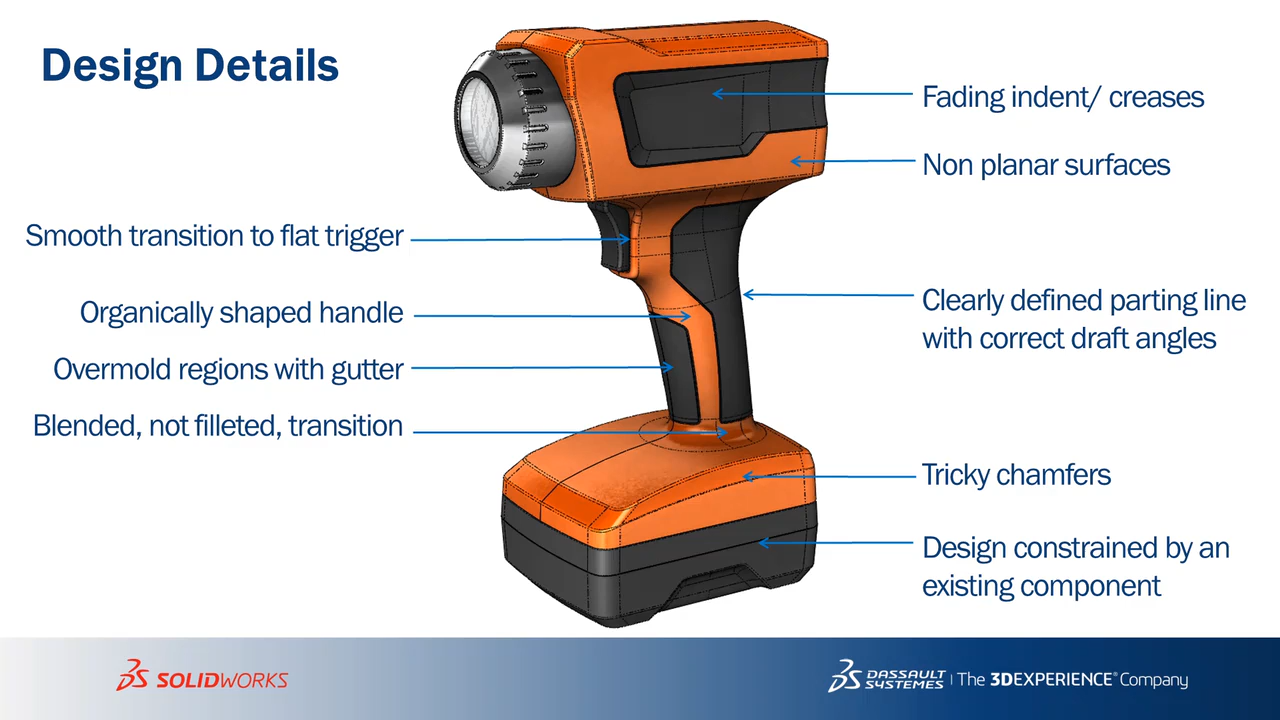 Design Details
Fading indent/ creases
Non planar surfaces
Smooth transition to flat trigger
Organically shaped handle
Overmold regions with gutter
Blended, not filleted, transition
Clearly defined parting line
with correct draft angles
Tricky chamfers
Design constrained by an
existing component
SOLIDWORKS
DASSAULT
SYSTEMES | The 3DEXPERIENCE® Company